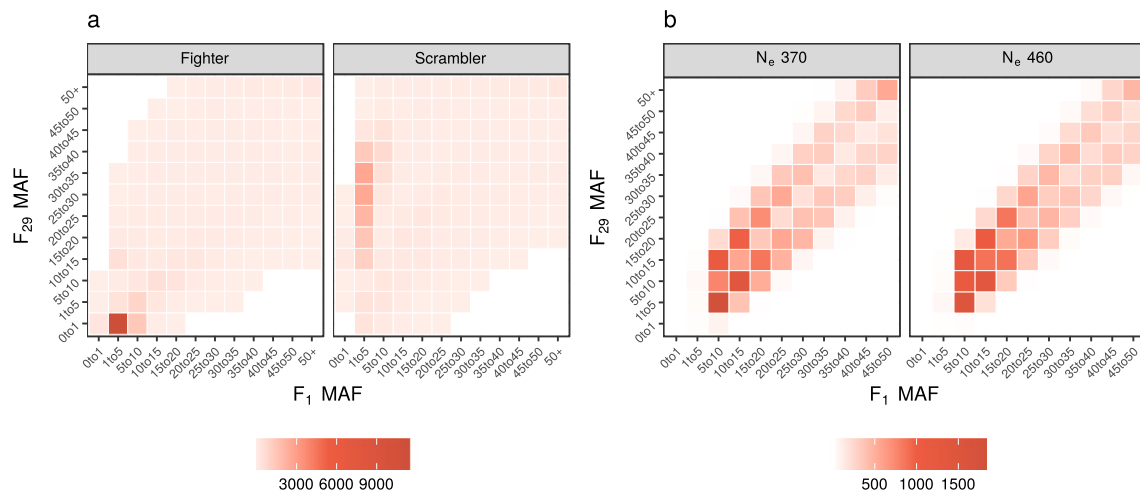 a
Fighter
Scrambler
F29 MAF
50+
45to50
40to45
35to40
30to35
25to30
20to25
15to20
10to15
5to10
1to5
0to1
0to1
1to5
5to10
10to15
15to20
20to25
25to30
30to35
35to40
40to45
45to50
50+
0to1
1to5
5to10
10to15
15to20
20to25
25to30
30to35
35to40
40to45
45to50
50+
F1 MAF
3000 6000 9000
b
Ne 370
Ne 460
F29 MAF
50+
45to50
40to45
35to40
30to35
25to30
20to25
15to20
10to15
5to10
1to5
0to1
0to1
1to5
5to10
10to15
15to20
20to25
25to30
30to35
35to40
40to45
45to50
0to1
1to5
5to10
10to15
15to20
20to25
25to30
30to35
35to40
40to45
45to50
F1 MAF
500 1000 1500